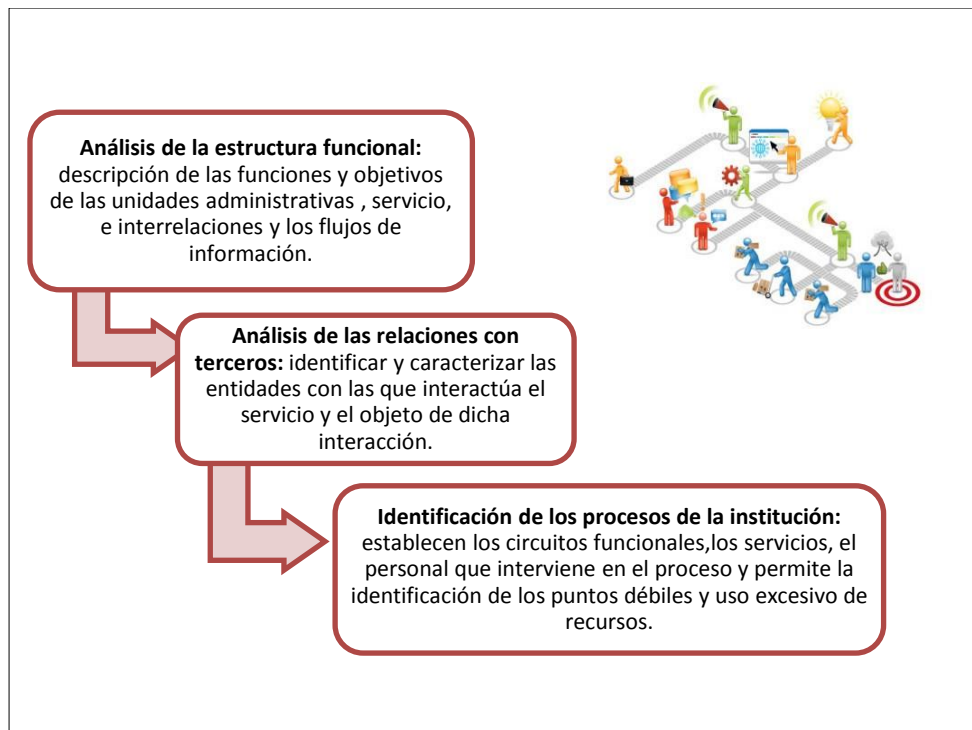 Análisis de la estructura funcional:
descripción de las funciones y objetivos
de las unidades administrativas , servicio,
e interrelaciones y los flujos de
información.
Análisis de las relaciones con
terceros: identificar y caracterizar las
entidades con las que interactúa el
servicio y el objeto de dicha
interacción.
Identificación de los procesos de la institución:
establecen los circuitos funcionales,los servicios, el
personal que interviene en el proceso y permite la
identificación de los puntos débiles y uso excesivo de
recursos.